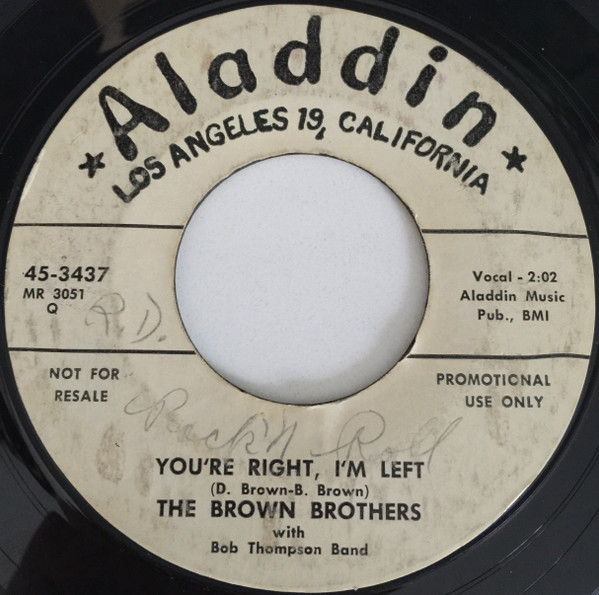 Aladdin
LOS ANGELES 19, CALIFORNIA
45-3437
MR 3051
Q
Vocal - 2:02
Aladdin Music
Pub., BMI
R.D.
NOT FOR
RESALE
PROMOTIONAL
USE ONLY
Rock'N Roll
YOU'RE RIGHT, I'M LEFT
(D. Brown-B. Brown)
THE BROWN BROTHERS
with
Bob Thompson Band